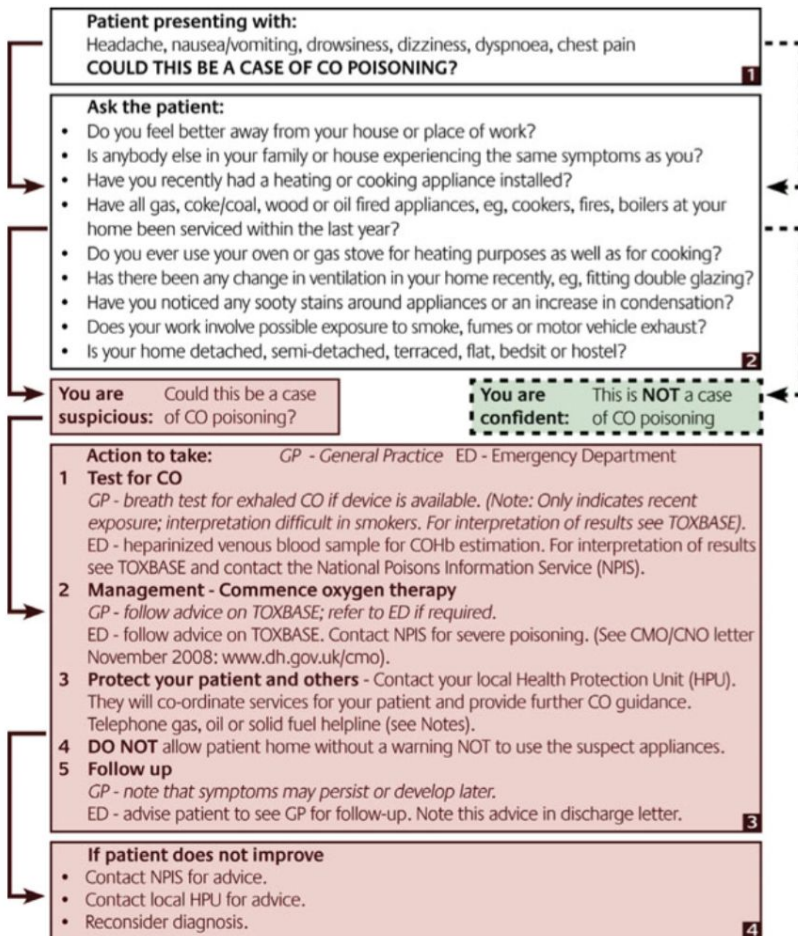 Patient presenting with:
Headache, nausea/vomiting, drowsiness, dizziness, dyspnoea, chest pain
COULD THIS BE A CASE OF CO POISONING?
1
Ask the patient:
• Do you feel better away from your house or place of work?
• Is anybody else in your family or house experiencing the same symptoms as you?
• Have you recently had a heating or cooking appliance installed?
• Have all gas, coke/coal, wood or oil fired appliances, eg, cookers, fires, boilers at your
home been serviced within the last year?
• Do you ever use your oven or gas stove for heating purposes as well as for cooking?
• Has there been any change in ventilation in your home recently, eg, fitting double glazing?
• Have you noticed any sooty stains around appliances or an increase in condensation?
• Does your work involve possible exposure to smoke, fumes or motor vehicle exhaust?
• Is your home detached, semi-detached, terraced, flat, bedsit or hostel?
2
You are Could this be a case
suspicious: of CO poisoning?
You are This is NOT a case
confident: of CO poisoning
Action to take: GP - General Practice ED - Emergency Department
1 Test for CO
GP - breath test for exhaled CO if device is available. (Note: Only indicates recent
exposure; interpretation difficult in smokers. For interpretation of results see TOXBASE).
ED - heparinized venous blood sample for COHb estimation. For interpretation of results
see TOXBASE and contact the National Poisons Information Service (NPIS).
2 Management - Commence oxygen therapy
GP - follow advice on TOXBASE; refer to ED if required.
ED - follow advice on TOXBASE. Contact NPIS for severe poisoning. (See CMO/CNO letter
November 2008: www.dh.gov.uk/cmo).
3 Protect your patient and others - Contact your local Health Protection Unit (HPU).
They will co-ordinate services for your patient and provide further CO guidance.
Telephone gas, oil or solid fuel helpline (see Notes).
4 DO NOT allow patient home without a warning NOT to use the suspect appliances.
5 Follow up
GP - note that symptoms may persist or develop later.
ED - advise patient to see GP for follow-up. Note this advice in discharge letter.
3
If patient does not improve
• Contact NPIS for advice.
• Contact local HPU for advice.
• Reconsider diagnosis.
4